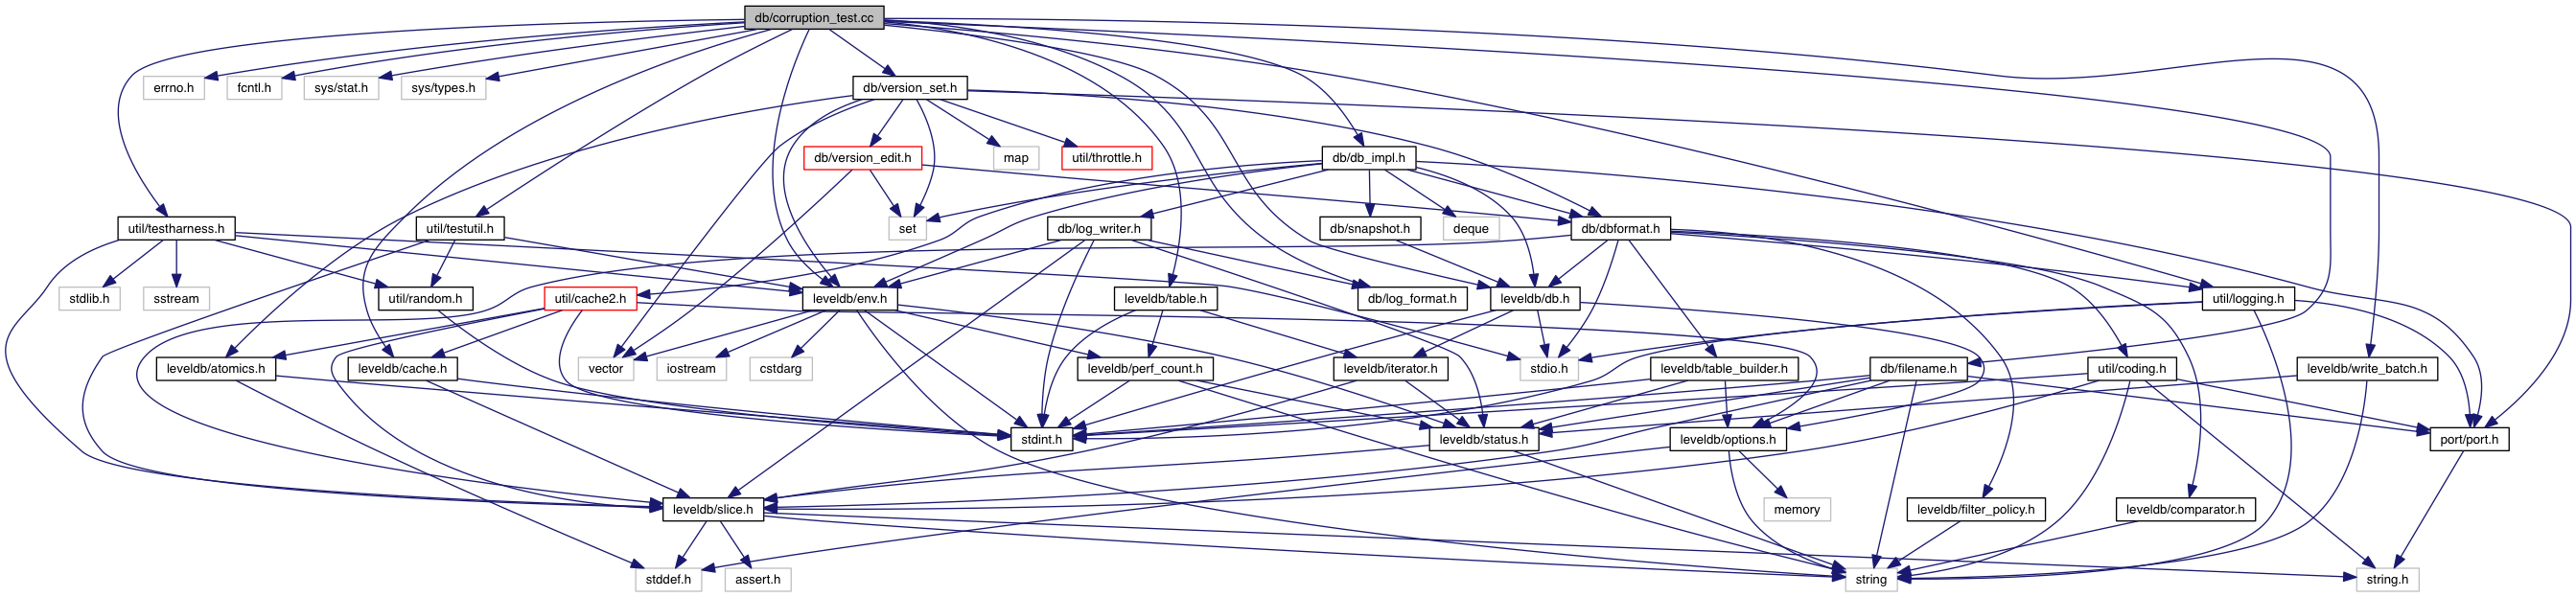 db/corruption_test.cc
errno.h
fcntl.h
sys/stat.h
sys/types.h
db/version_set.h
db/version_edit.h
map
util/throttle.h
db/db_impl.h
util/testharness.h
util/testutil.h
set
db/log_writer.h
db/snapshot.h
deque
db/dbformat.h
stdlib.h
sstream
util/random.h
util/cache2.h
leveldb/env.h
leveldb/table.h
db/log_format.h
leveldb/db.h
util/logging.h
leveldb/atomics.h
leveldb/cache.h
vector
iostream
cstdarg
leveldb/perf_count.h
leveldb/iterator.h
stdio.h
leveldb/table_builder.h
db/filename.h
util/coding.h
leveldb/write_batch.h
stdint.h
leveldb/status.h
leveldb/options.h
port/port.h
leveldb/slice.h
memory
leveldb/filter_policy.h
leveldb/comparator.h
stddef.h
assert.h
string
string.h